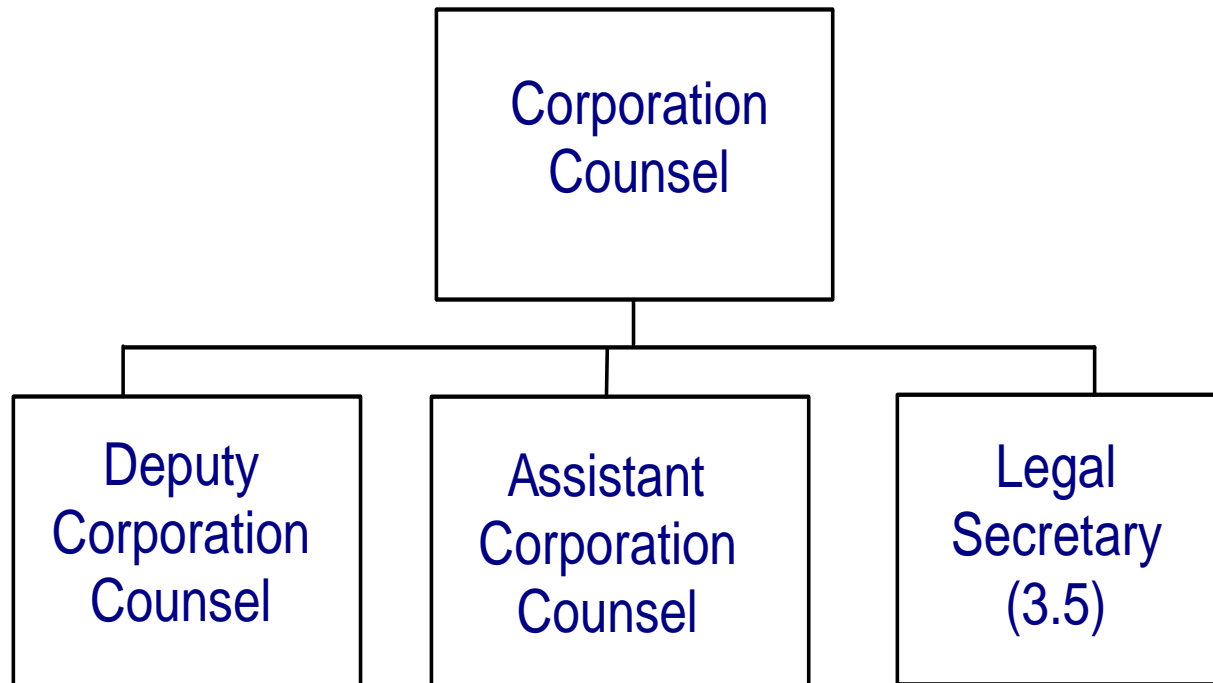 Corporation
Counsel
Deputy
Corporation
Counsel
Assistant
Corporation
Counsel
Legal
Secretary
(3.5)